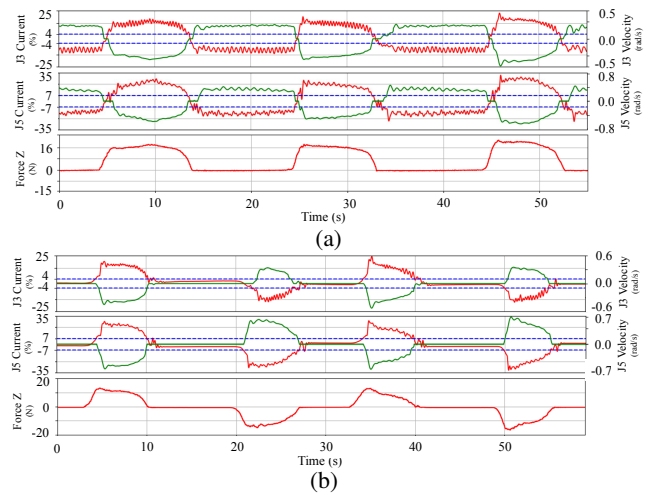 J3 Current
(%)
25
4
-4
-25
0.5
0.0
-0.5
J3 Velocity
(rad/s)
J5 Current
(%)
35
7
-7
-35
0.8
0.0
-0.8
J5 Velocity
(rad/s)
Force Z
(N)
16
0
-15
0
10
20
30
40
50
Time (s)
(a)
J3 Current
(%)
25
4
-4
-25
0.6
0.0
-0.6
J3 Velocity
(rad/s)
J5 Current
(%)
35
7
-7
-35
0.7
0.0
-0.7
J5 Velocity
(rad/s)
Force Z
(N)
20
0
-20
0
10
20
30
40
50
Time (s)
(b)